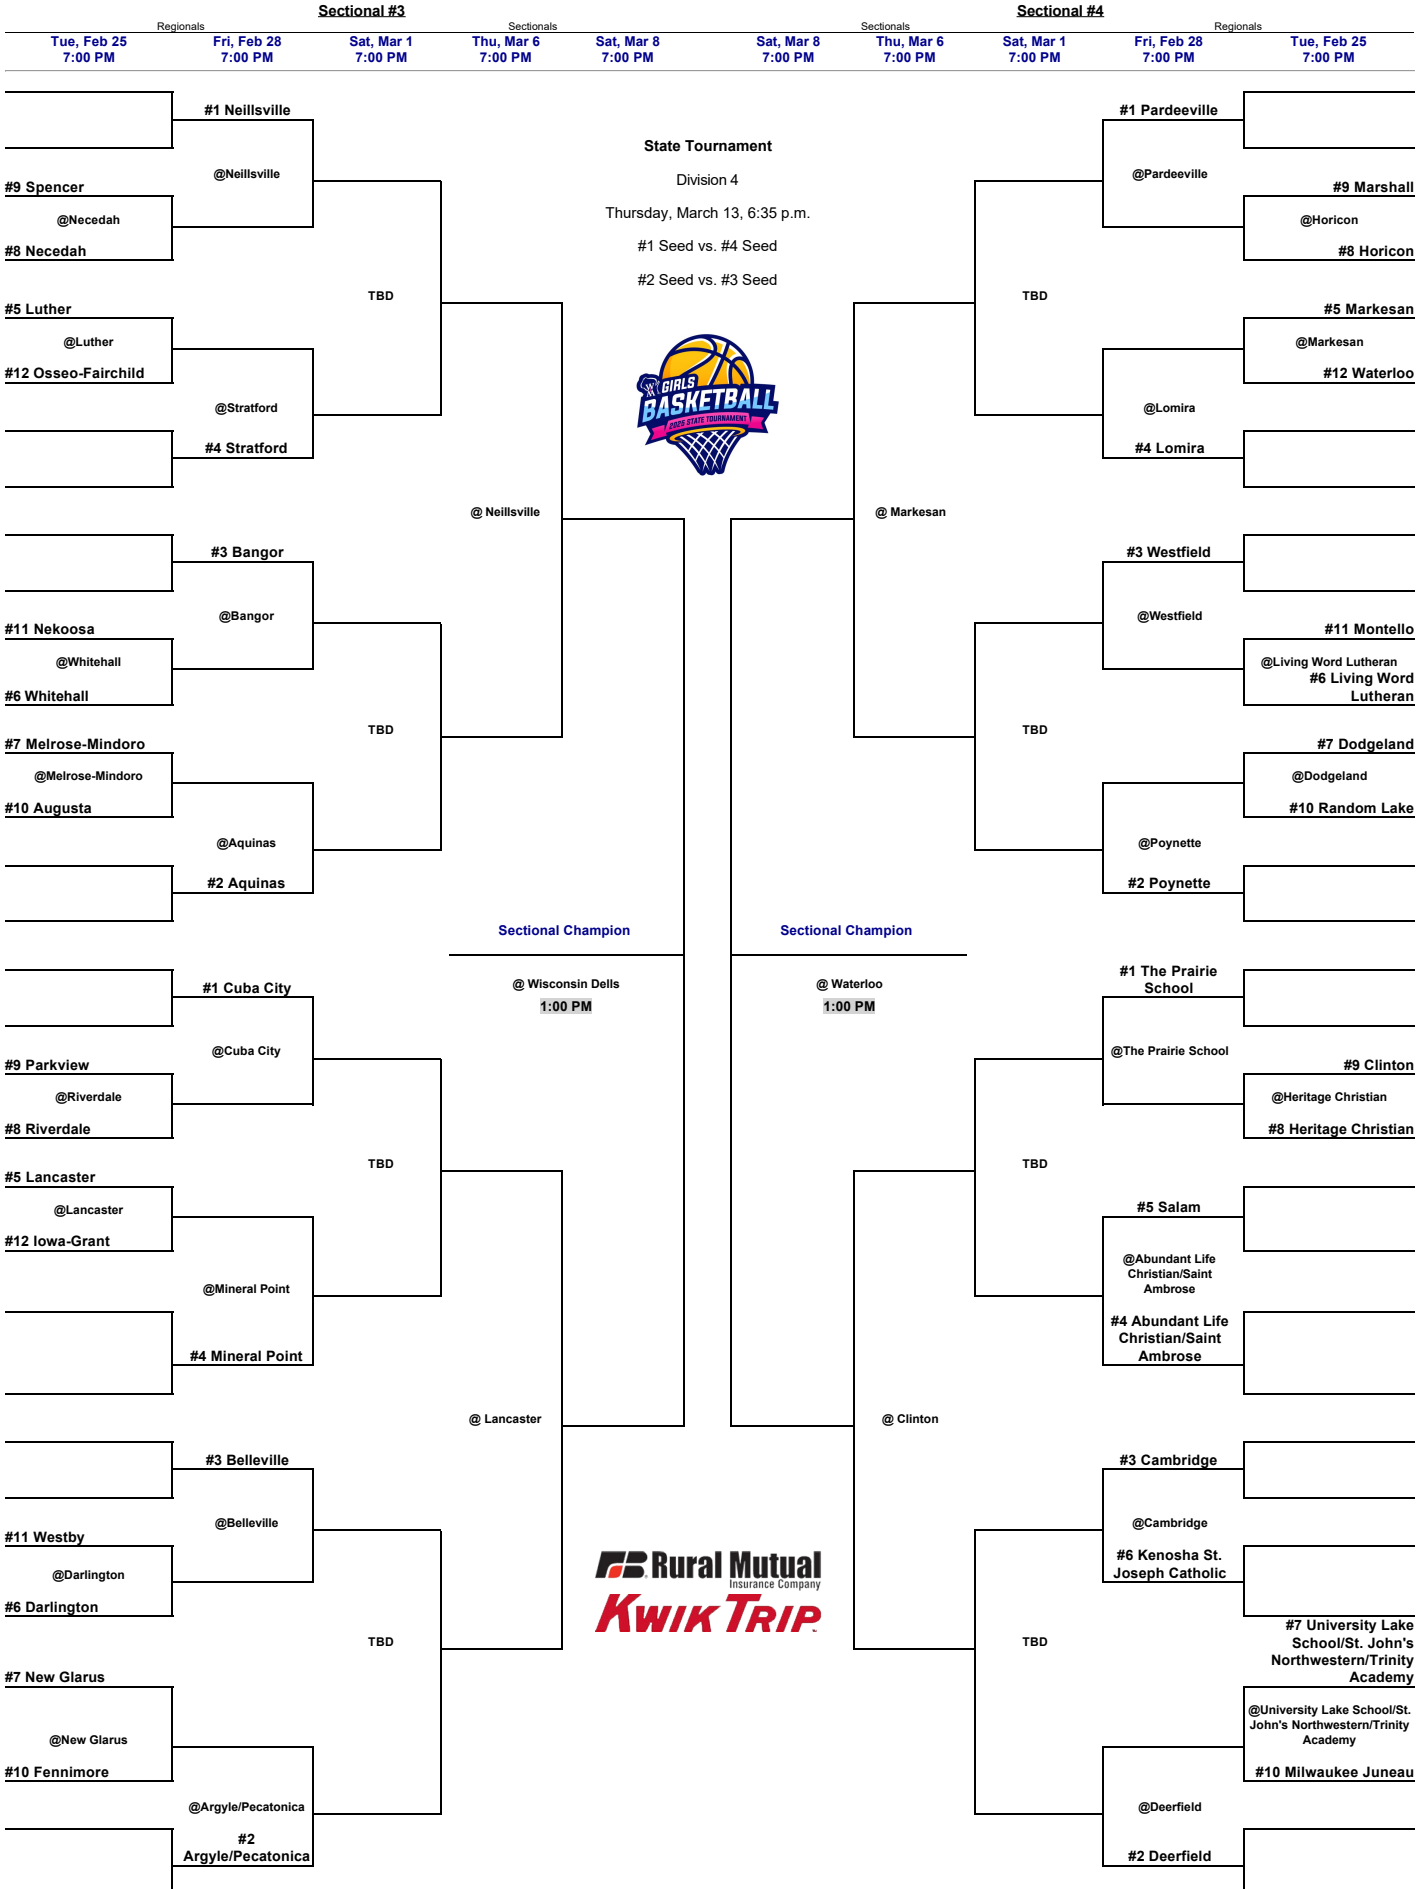 Sectional #3
Sectional #4
Regionals
Sectionals
Sectionals
Regionals
Tue, Feb 25
7:00 PM
Fri, Feb 28
7:00 PM
Sat, Mar 1
7:00 PM
Thu, Mar 6
7:00 PM
Sat, Mar 8
7:00 PM
Sat, Mar 8
7:00 PM
Thu, Mar 6
7:00 PM
Sat, Mar 1
7:00 PM
Fri, Feb 28
7:00 PM
Tue, Feb 25
7:00 PM
#1 Neillsville
@Neillsville
#9 Spencer
@Necedah
#8 Necedah
TBD
#5 Luther
@Luther
#12 Osseo-Fairchild
@Stratford
#4 Stratford
@ Neillsville
#3 Bangor
@Bangor
#11 Nekoosa
@Whitehall
#6 Whitehall
TBD
#7 Melrose-Mindoro
@Melrose-Mindoro
#10 Augusta
@Aquinas
#2 Aquinas
Sectional Champion
@ Wisconsin Dells
1:00 PM
#1 Cuba City
@Cuba City
#9 Parkview
@Riverdale
#8 Riverdale
TBD
#5 Lancaster
@Lancaster
#12 Iowa-Grant
@Mineral Point
#4 Mineral Point
@ Lancaster
#3 Belleville
@Belleville
#11 Westby
@Darlington
#6 Darlington
TBD
#7 New Glarus
@New Glarus
#10 Fennimore
@Argyle/Pecatonica
#2
Argyle/Pecatonica
State Tournament
Division 4
Thursday, March 13, 6:35 p.m.
#1 Seed vs. #4 Seed
#2 Seed vs. #3 Seed
GIRLS
BASKETBALL
2025 STATE TOURNAMENT
Rural Mutual
Insurance Company
KWIK TRIP
#1 Pardeeville
@Pardeeville
#9 Marshall
@Horicon
#8 Horicon
TBD
#5 Markesan
@Markesan
#12 Waterloo
@Lomira
#4 Lomira
@ Markesan
#3 Westfield
@Westfield
#11 Montello
@Living Word Lutheran
#6 Living Word
Lutheran
TBD
#7 Dodgeland
@Dodgeland
#10 Random Lake
@Poynette
#2 Poynette
Sectional Champion
@ Waterloo
1:00 PM
#1 The Prairie
School
@The Prairie School
#9 Clinton
@Heritage Christian
#8 Heritage Christian
TBD
#5 Salam
@Abundant Life
Christian/Saint
Ambrose
#4 Abundant Life
Christian/Saint
Ambrose
@ Clinton
#3 Cambridge
@Cambridge
#6 Kenosha St.
Joseph Catholic
TBD
#7 University Lake
School/St. John's
Northwestern/Trinity
Academy
@University Lake School/St.
John's Northwestern/Trinity
Academy
#10 Milwaukee Juneau
@Deerfield
#2 Deerfield